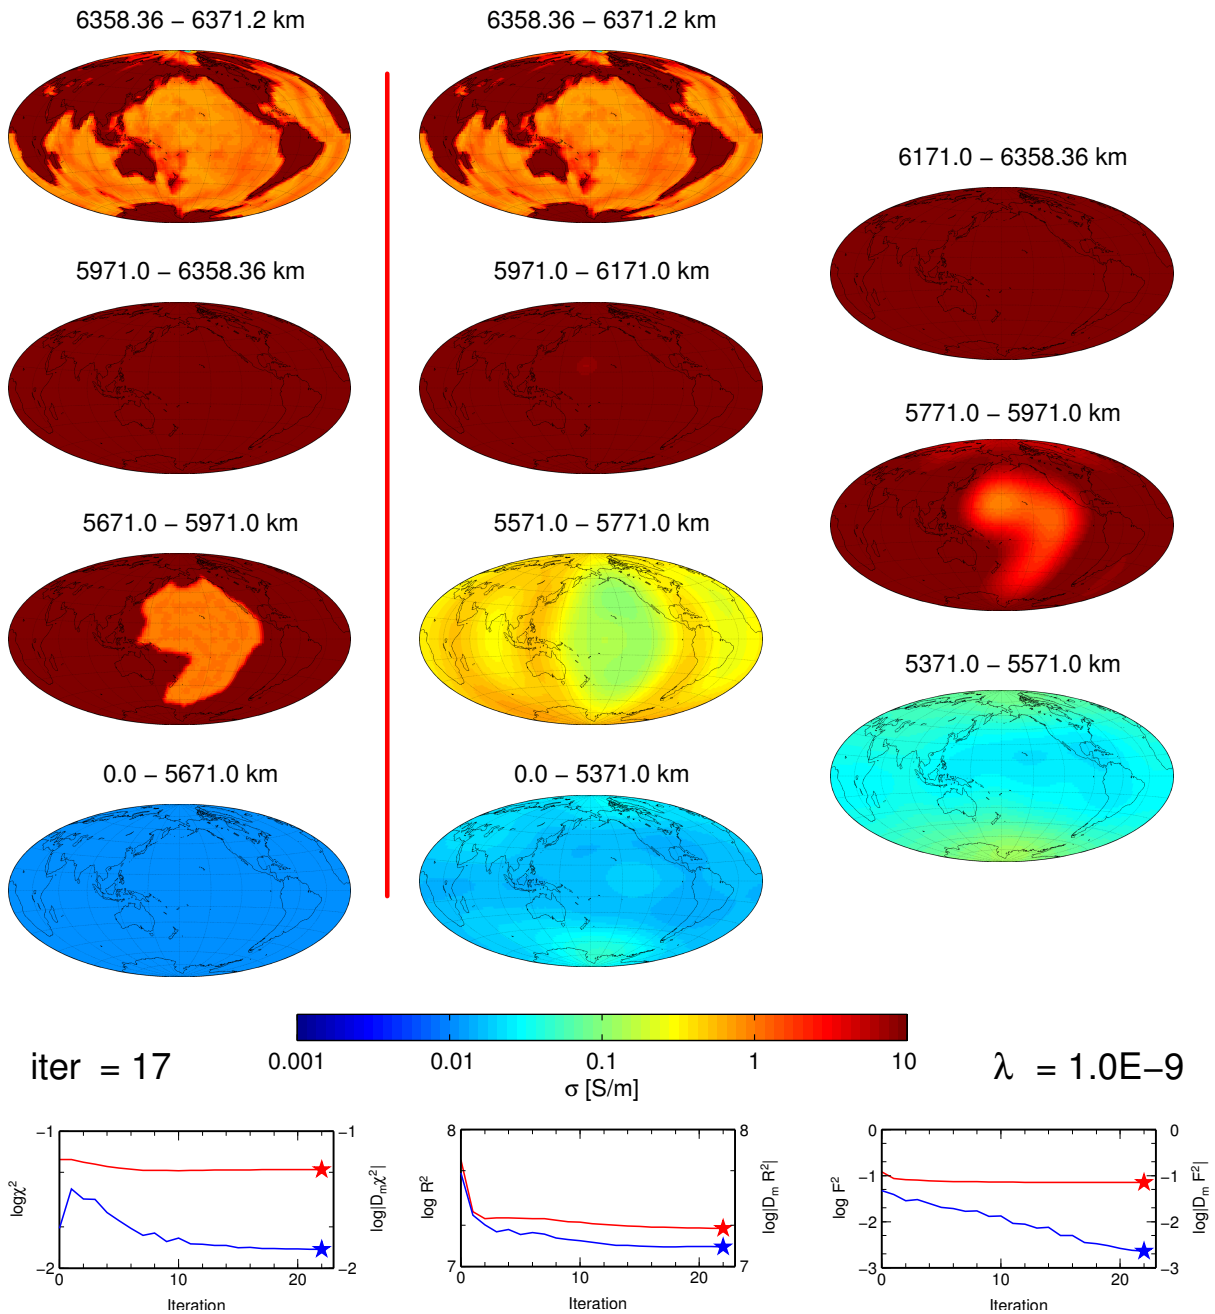 6358.36 − 6371.2 km
6358.36 − 6371.2 km
6171.0 − 6358.36 km
5971.0 − 6358.36 km
5971.0 − 6171.0 km
5771.0 − 5971.0 km
5671.0 − 5971.0 km
5571.0 − 5771.0 km
5371.0 − 5571.0 km
0.0 − 5671.0 km
0.0 − 5371.0 km
0.001 0.01 0.1 1 10
σ [S/m]
iter = 17
λ = 1.0E−9
−1
−2
logχ²
0 10 20
Iteration
−1
−2
log|Dₘχ²|
8
7
log R²
0 10 20
Iteration
8
7
log|Dₘ R²|
0
−1
−2
−3
log F²
0 10 20
Iteration
0
−1
−2
−3
log|Dₘ F²|